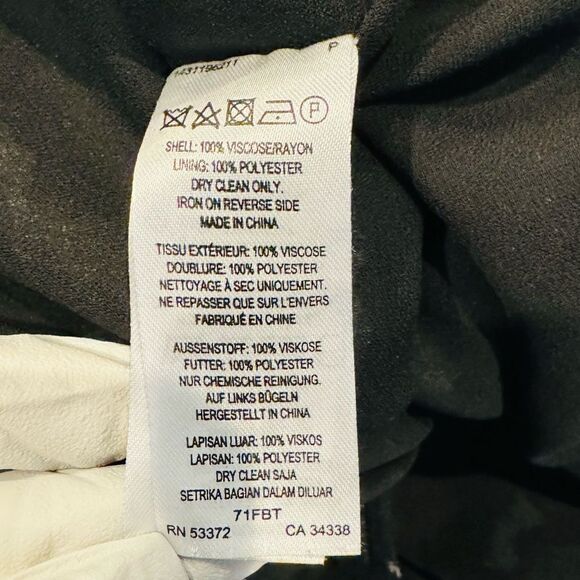 P
SHELL: 100% VISCOSE/RAYON
LINING: 100% POLYESTER
DRY CLEAN ONLY.
IRON ON REVERSE SIDE
MADE IN CHINA
TISSU EXTÉRIEUR: 100% VISCOSE
DOUBLURE: 100% POLYESTER
NETTOYAGE À SEC UNIQUEMENT.
NE REPASSER QUE SUR L'ENVERS
FABRIQUÉ EN CHINE
AUSSENSTOFF: 100% VISKOSE
FUTTER: 100% POLYESTER
NUR CHEMISCHE REINIGUNG.
AUF LINKS BÜGELN
HERGESTELLT IN CHINA
LAPISAN LUAR: 100% VISKOS
LAPISAN: 100% POLYESTER
DRY CLEAN SAJA
SETRIKA BAGIAN DALAM DILUAR
71FBT
RN 53372 CA 34338